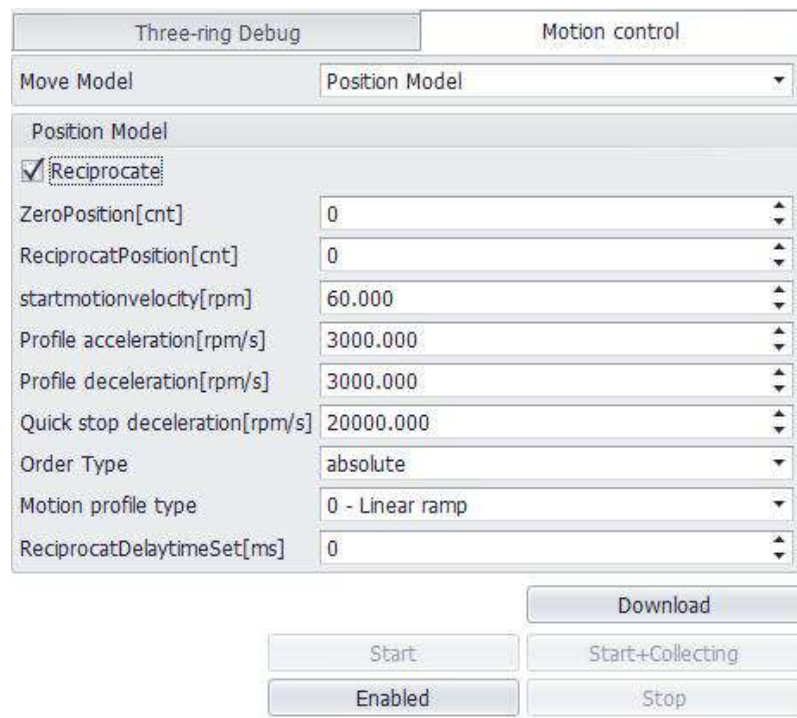 Three-ring Debug Motion control
Move Model Position Model
Position Model
Reciprocate
ZeroPosition[cnt] 0
ReciprocatPosition[cnt] 0
startmotionvelocity[rpm] 60.000
Profile acceleration[rpm/s] 3000.000
Profile deceleration[rpm/s] 3000.000
Quick stop deceleration[rpm/s] 20000.000
Order Type absolute
Motion profile type 0 - Linear ramp
ReciprocatDelaytimeSet[ms] 0
Download
Start Start+Collecting
Enabled Stop